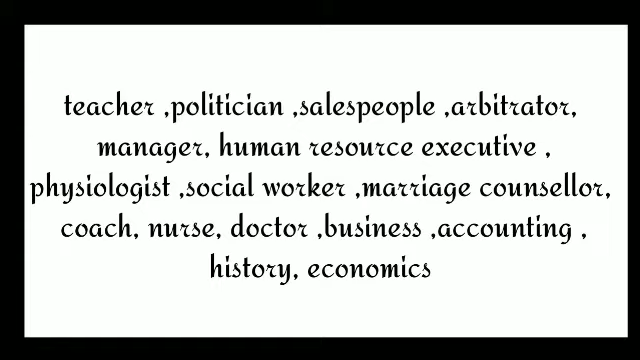 teacher ,politician ,salespeople ,arbitrator,
manager, human resource executive ,
physiologist ,social worker ,marriage counsellor,
coach, nurse, doctor ,business ,accounting ,
history, economics